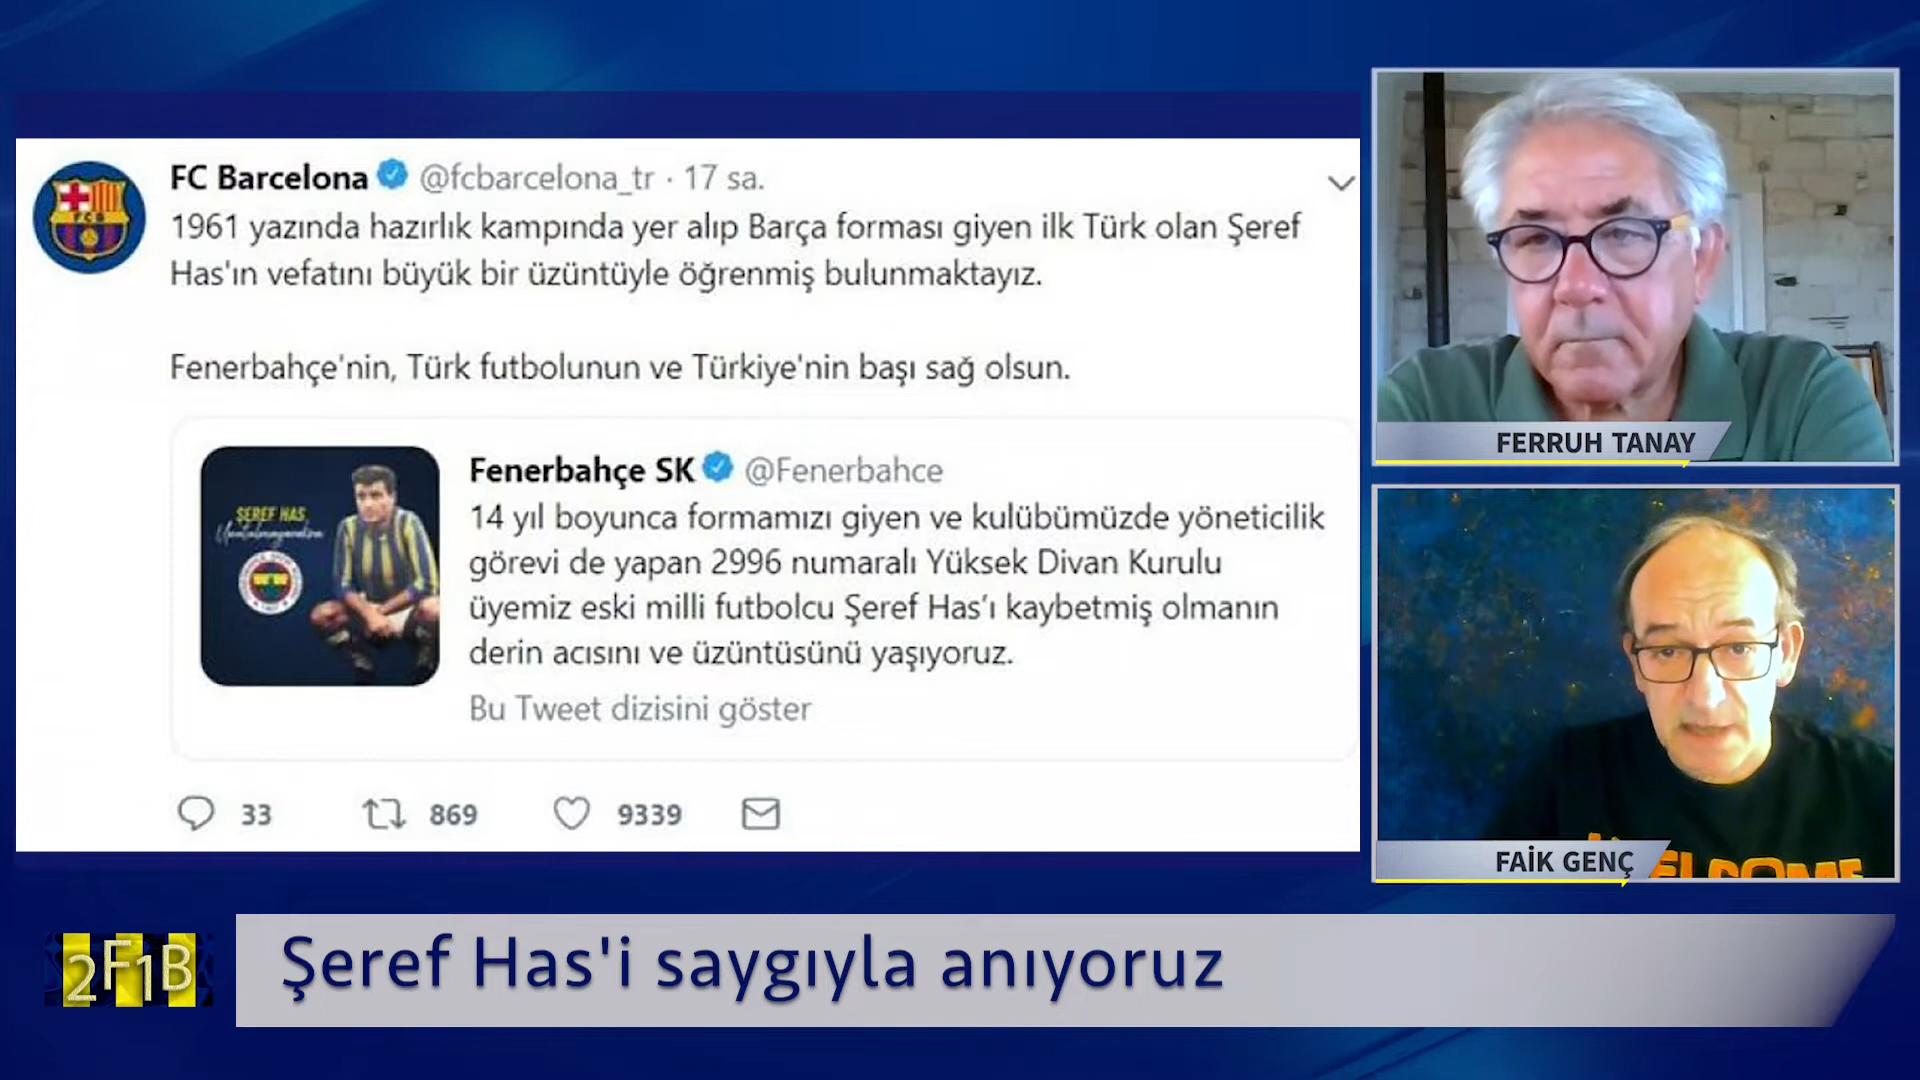 FC Barcelona @fcbarcelona_tr · 17 sa.
1961 yazında hazırlık kampında yer alıp Barça forması giyen ilk Türk olan Şeref
Has'ın vefatını büyük bir üzüntüyle öğrenmiş bulunmaktayız.
Fenerbahçe'nin, Türk futbolunun ve Türkiye'nin başı sağ olsun.
FCB
Fenerbahçe SK @Fenerbahce
14 yıl boyunca formamızı giyen ve kulübümüzde yöneticilik
görevi de yapan 2996 numaralı Yüksek Divan Kurulu
üyemiz eski milli futbolcu Şeref Has'ı kaybetmiş olmanın
derin acısını ve üzüntüsünü yaşıyoruz.
Bu Tweet dizisini göster
ŞEREF HAS
33 869 9339
FERRUH TANAY
FAİK GENÇ
2F1B
Şeref Has'i saygıyla anıyoruz